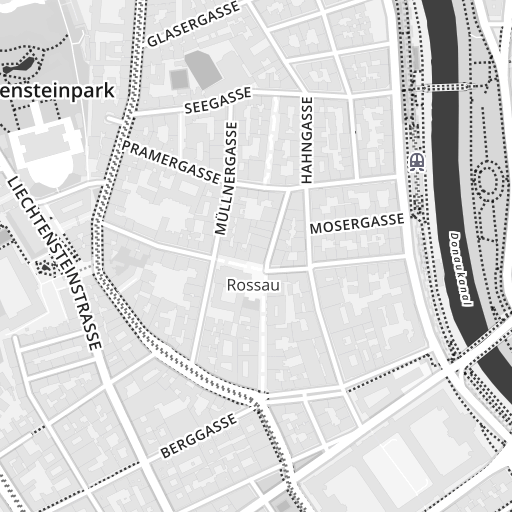 GLASERGASSE
ensteinpark
SEEGASSE
PRAMERGASSE
MÜLLNERGASSE
HAHNGASSE
LIECHTENSTEINSTRASSE
MOSERGASSE
Donaukanal
Rossau
BERGGASSE